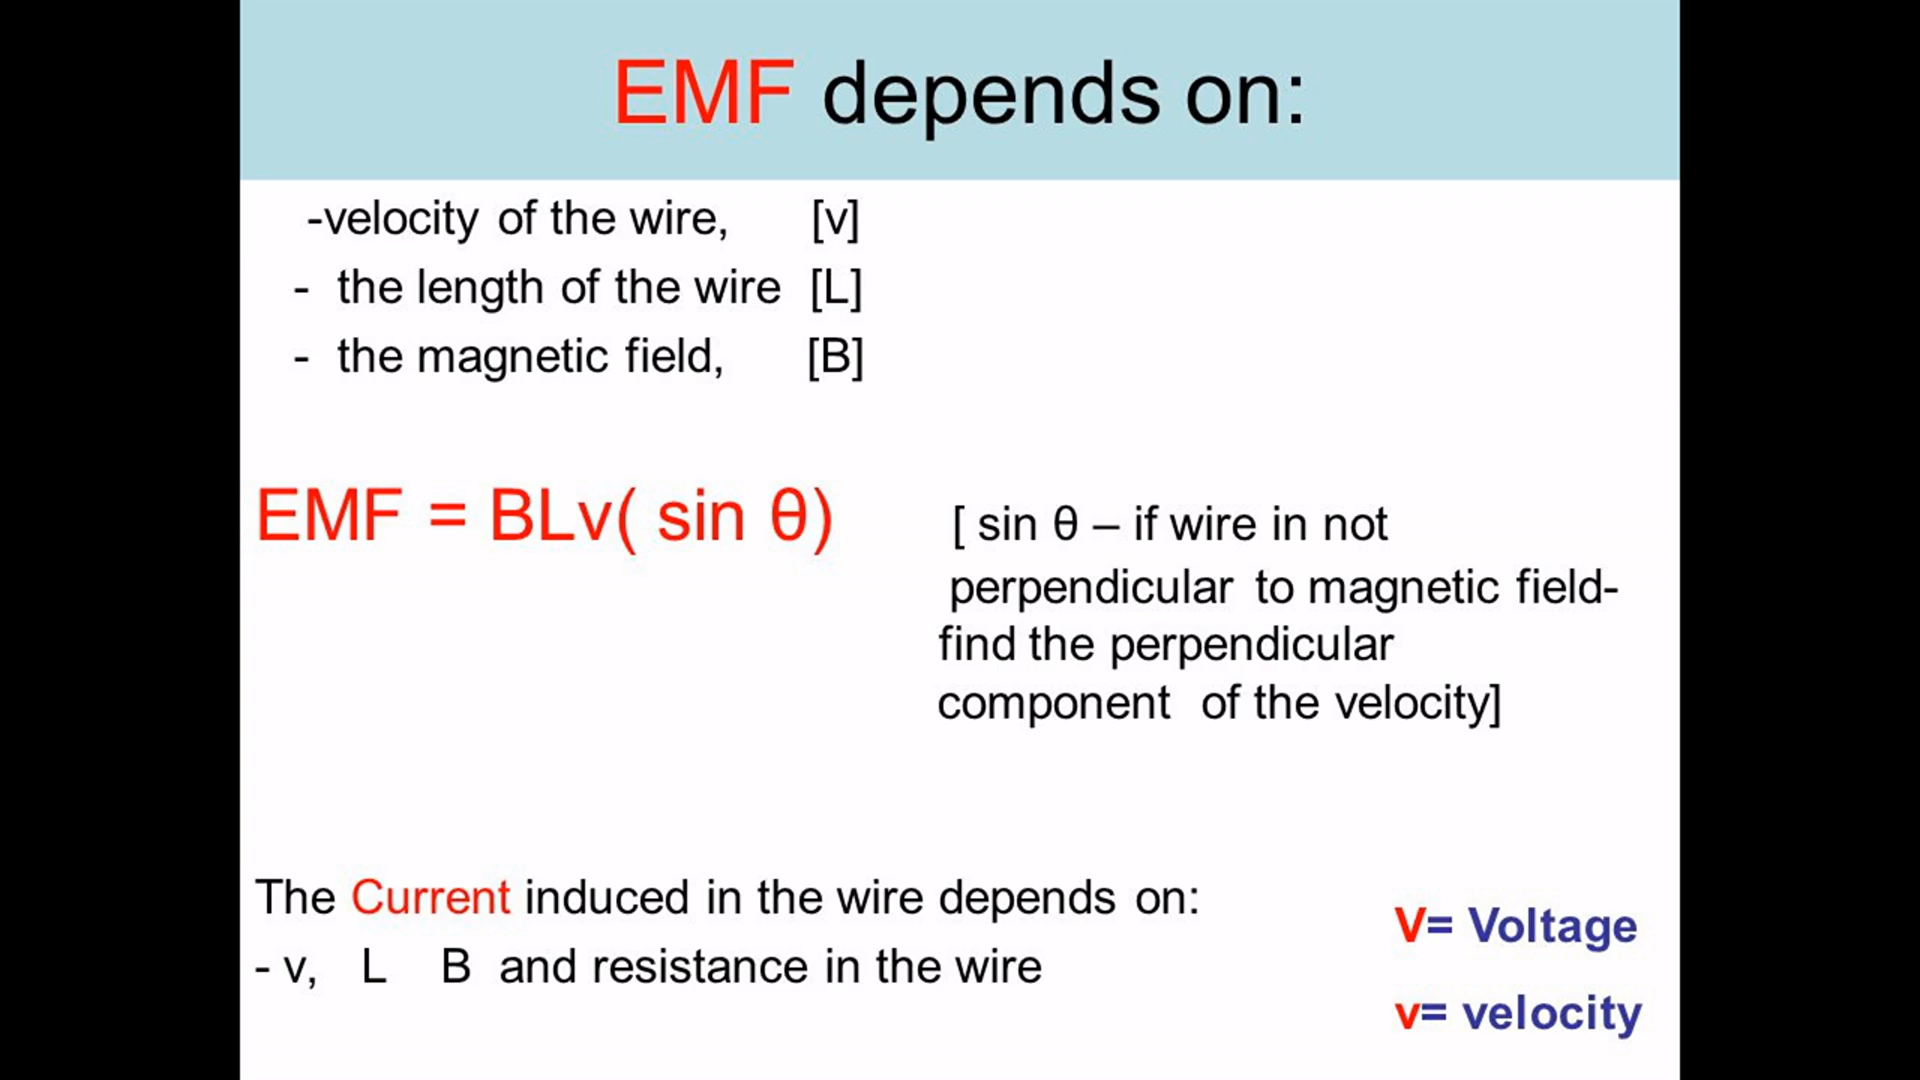 EMF depends on:
-velocity of the wire, [v]
- the length of the wire [L]
- the magnetic field, [B]
EMF = BLv( sin θ)
[ sin θ – if wire in not
perpendicular to magnetic field-
find the perpendicular
component of the velocity]
The Current induced in the wire depends on:
- v, L B and resistance in the wire
V= Voltage
v= velocity